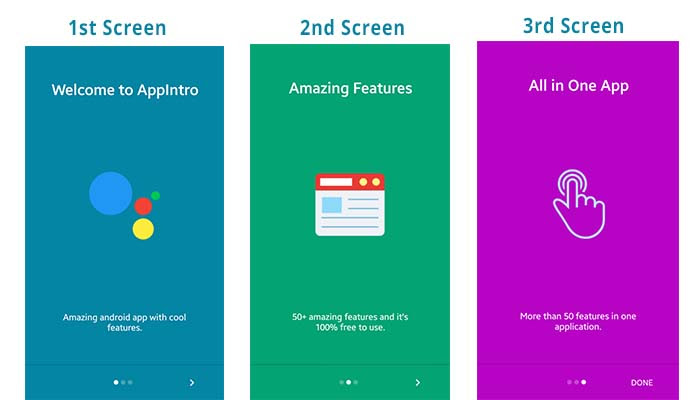 1st Screen
Welcome to AppIntro
Amazing android app with cool
features.
2nd Screen
Amazing Features
50+ amazing features and it's
100% free to use.
3rd Screen
All in One App
More than 50 features in one
application.
DONE